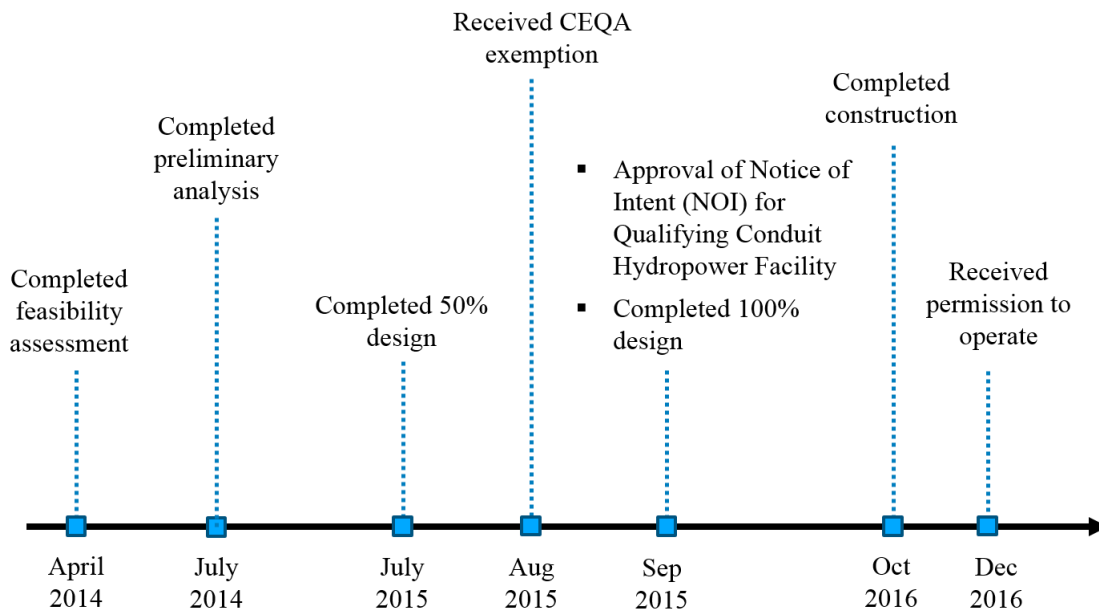 Received CEQA
exemption
Completed
construction
Completed
preliminary
analysis
▪ Approval of Notice of
Intent (NOI) for
Qualifying Conduit
Hydropower Facility
Completed
feasibility
assessment
Completed 50%
design
▪ Completed 100%
design
Received
permission to
operate
April
2014
July
2014
July
2015
Aug
2015
Sep
2015
Oct
2016
Dec
2016